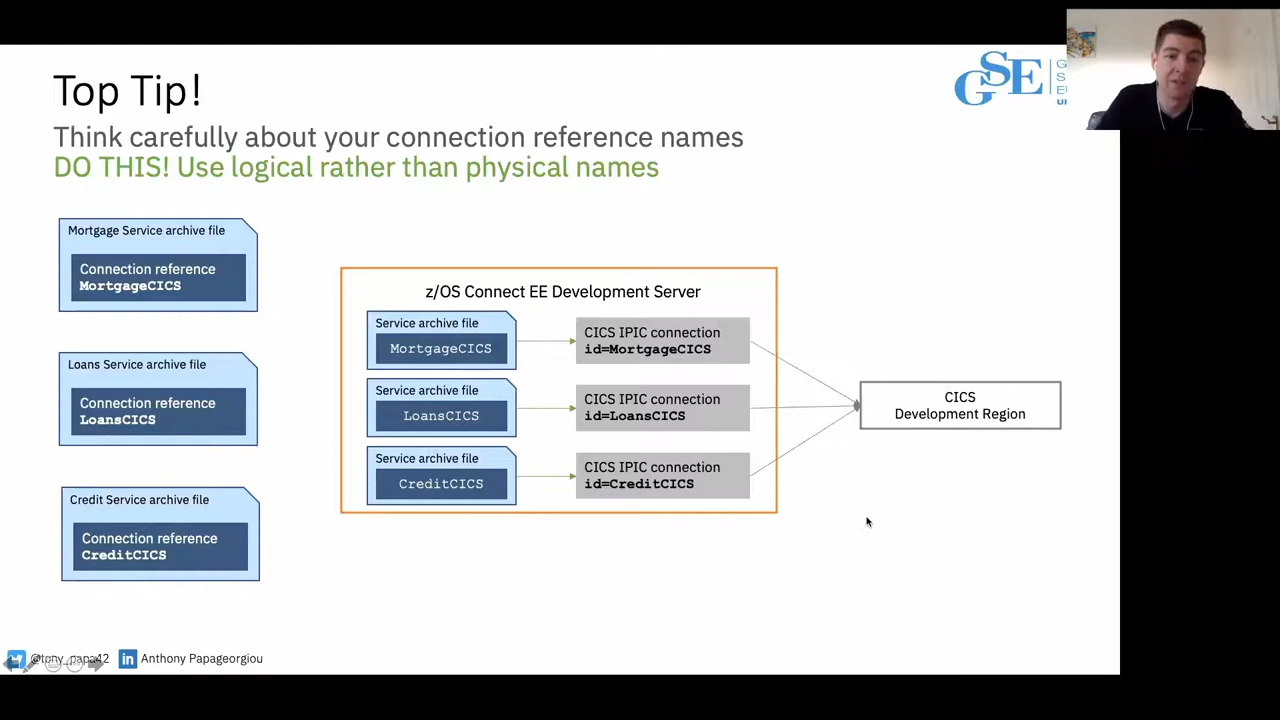 Top Tip!
GSE
Think carefully about your connection reference names
DO THIS! Use logical rather than physical names
Mortgage Service archive file
Connection reference
MortgageCICS
Loans Service archive file
Connection reference
LoansCICS
Credit Service archive file
Connection reference
CreditCICS
z/OS Connect EE Development Server
Service archive file
MortgageCICS
CICS IPIC connection
id=MortgageCICS
Service archive file
LoansCICS
CICS IPIC connection
id=LoansCICS
Service archive file
CreditCICS
CICS IPIC connection
id=CreditCICS
CICS
Development Region
@tony_papa42
in Anthony Papageorgiou